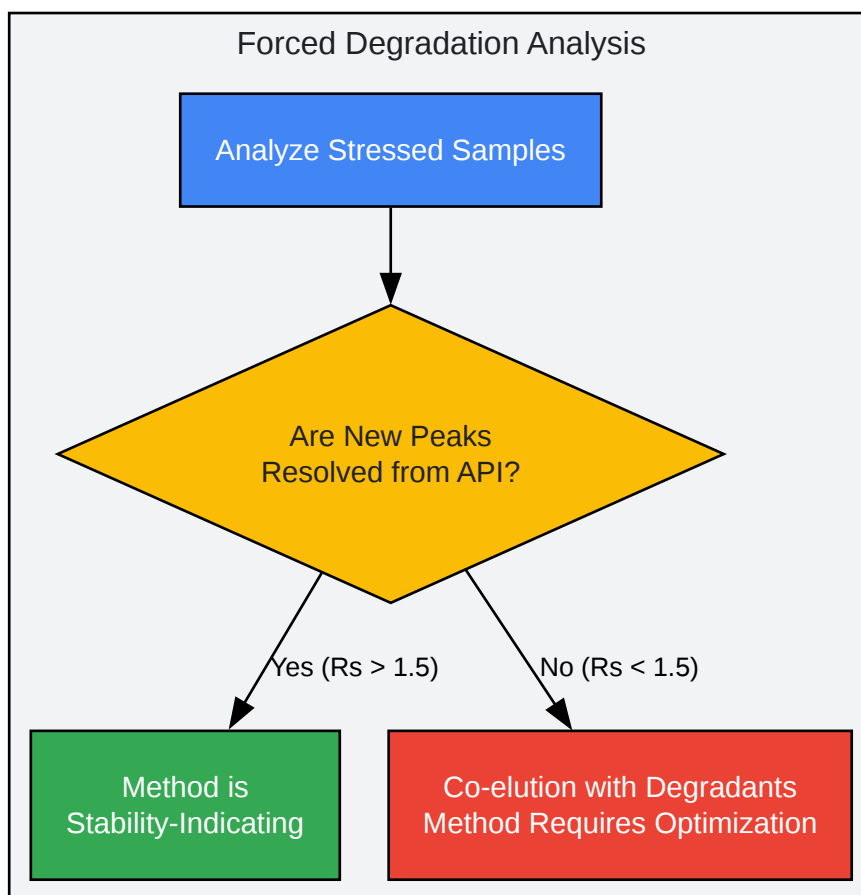 Forced Degradation Analysis
Analyze Stressed Samples
Are New Peaks
Resolved from API?
Yes (Rs > 1.5)
No (Rs < 1.5)
Method is
Stability-Indicating
Co-elution with Degradants
Method Requires Optimization